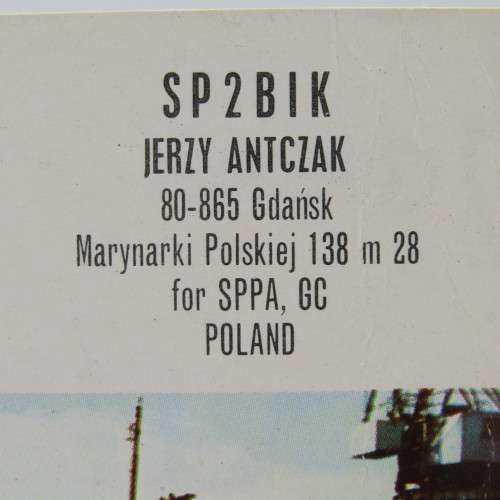 SP2BIK
JERZY ANTCZAK
80-865 Gdańsk
Marynarki Polskiej 138 m 28
for SPPA, GC
POLAND